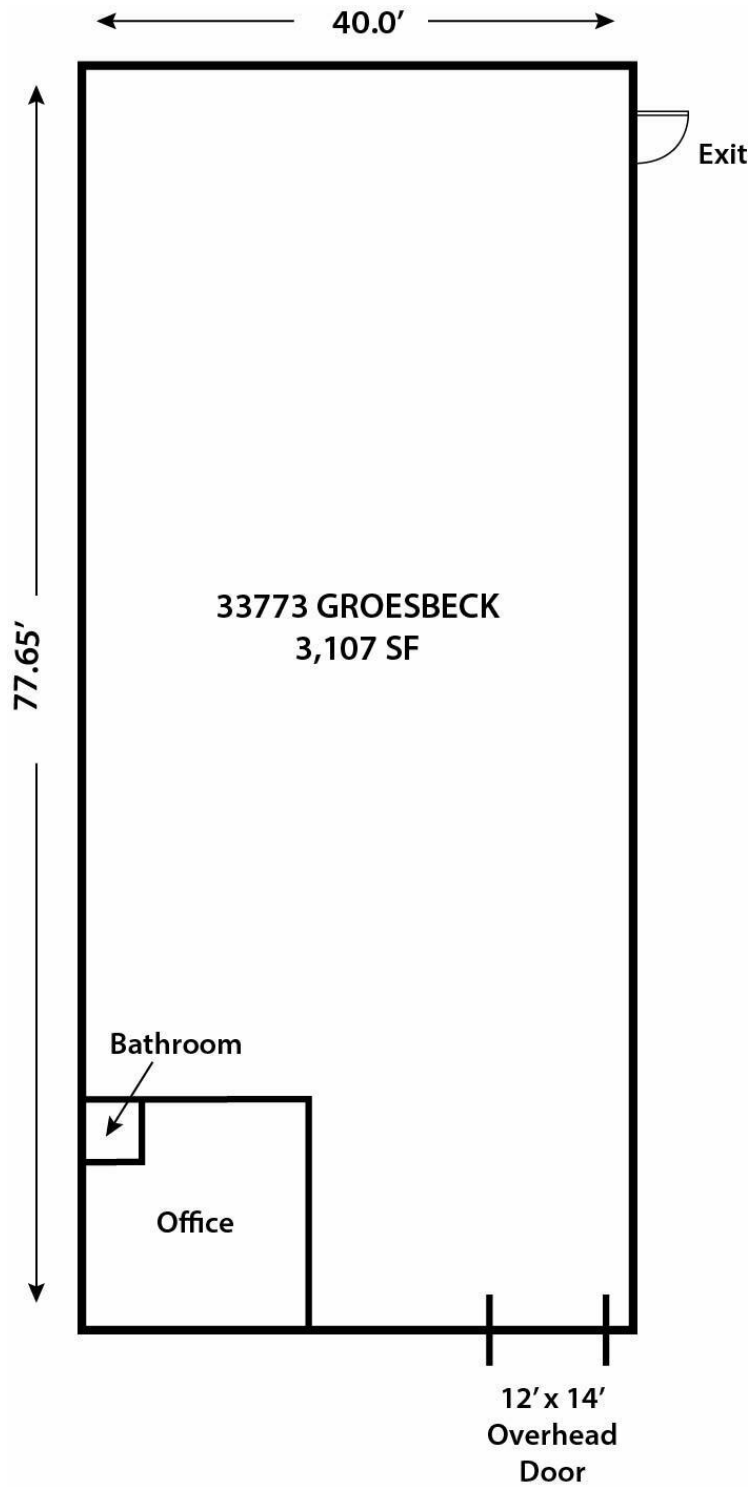 40.0’
Exit
77.65’
33773 GROESBECK
3,107 SF
Bathroom
Office
12’ x 14’
Overhead
Door